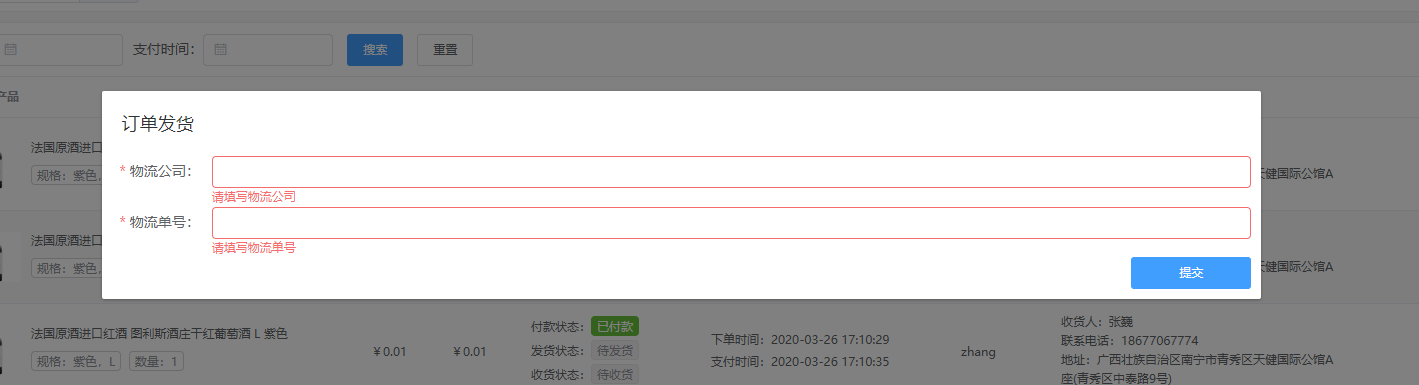 支付时间： 搜索 重置
产品
订单发货
* 物流公司：
请填写物流公司
* 物流单号：
请填写物流单号
提交
法国原酒进口
规格：紫色，
天健国际公馆A
法国原酒进口
规格：紫色，
天健国际公馆A
法国原酒进口红酒 图利斯酒庄干红葡萄酒 L 紫色
规格：紫色，L 数量：1
￥0.01
￥0.01
付款状态：已付款
发货状态：待发货
收货状态：待收货
下单时间：2020-03-26 17:10:29
支付时间：2020-03-26 17:10:35
zhang
收货人：张巍
联系电话：18677067774
地址：广西壮族自治区南宁市青秀区天健国际公馆A
座(青秀区中泰路9号)